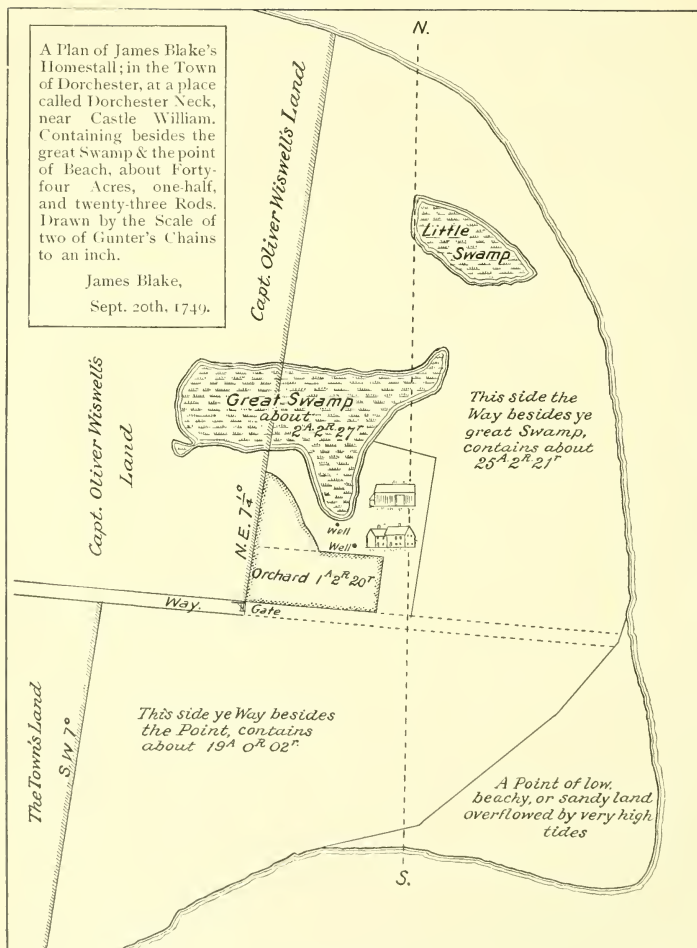 A Plan of James Blake's
Homestall; in the Town
of Dorchester, at a place
called Dorchester Neck,
near Castle William.
Containing besides the
great Swamp & the point
of Beach, about Forty-
four Acres, one-half,
and twenty-three Rods.
Drawn by the Scale of
two of Gunter's Chains
to an inch.
James Blake,
Sept. 20th, 1749.
N.
Capt. Oliver Wiswell's Land
Little
Swamp
Capt. Oliver Wiswell's
Land
Great Swamp
about
2A 2R 27r
This side the
Way besides ye
great Swamp,
contains about
25A 2R 21r
N.E. 7 1/4°
Well
Well
Orchard 1A 2R 20r
Way.
Gate
The Town's Land
S.W 7°
This side ye Way besides
the Point, contains
about 19A 0R 02r.
A Point of low,
beachy, or sandy land
overflowed by very high
tides
S.